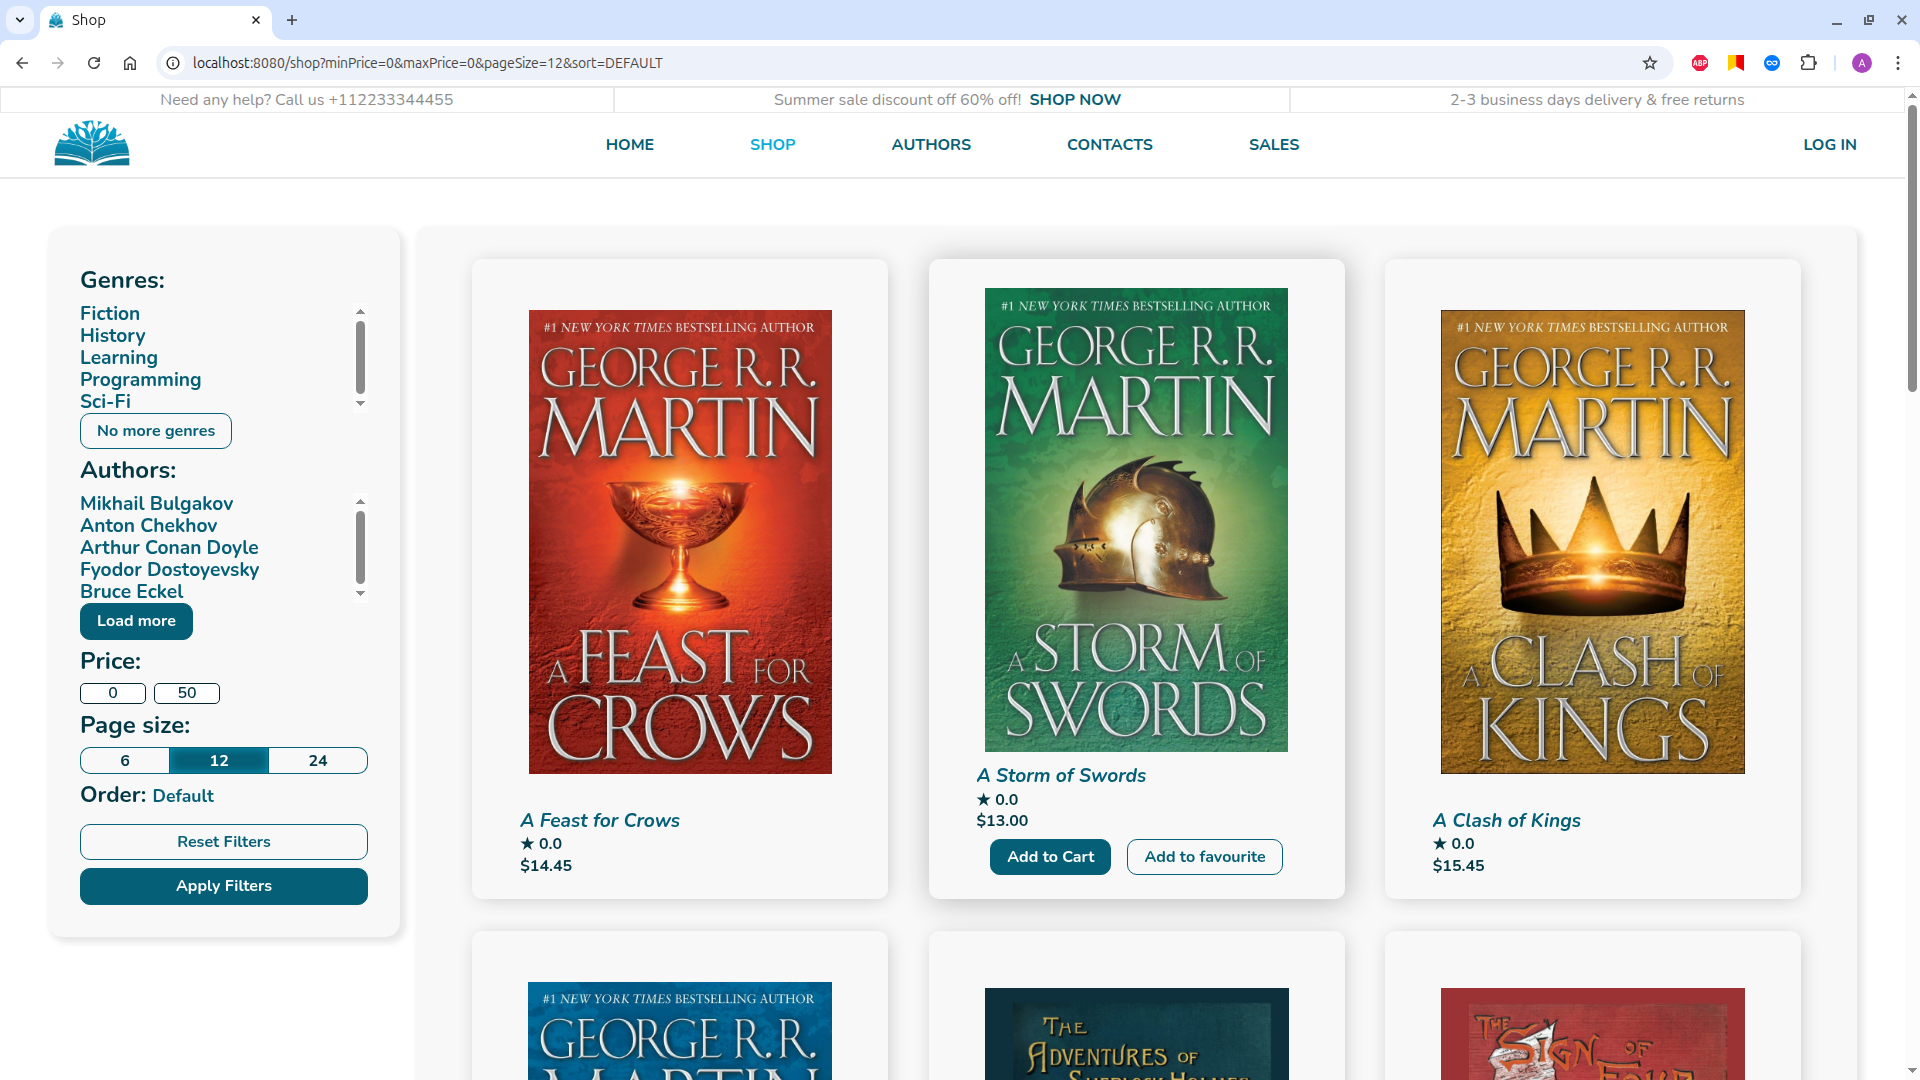 Shop
localhost:8080/shop?minPrice=0&maxPrice=0&pageSize=12&sort=DEFAULT
ABP
A
Need any help? Call us +112233344455
Summer sale discount off 60% off! SHOP NOW
2-3 business days delivery & free returns
HOME
SHOP
AUTHORS
CONTACTS
SALES
LOG IN
Genres:
Fiction
History
Learning
Programming
Sci-Fi
No more genres
Authors:
Mikhail Bulgakov
Anton Chekhov
Arthur Conan Doyle
Fyodor Dostoyevsky
Bruce Eckel
Load more
Price:
0 50
Page size:
6 12 24
Order: Default
Reset Filters
Apply Filters
#1 NEW YORK TIMES BESTSELLING AUTHOR
GEORGE R. R.
MARTIN
A FEAST FOR
CROWS
A Feast for Crows
★ 0.0
$14.45
#1 NEW YORK TIMES BESTSELLING AUTHOR
GEORGE R. R.
MARTIN
A STORM OF
SWORDS
A Storm of Swords
★ 0.0
$13.00
Add to Cart
Add to favourite
#1 NEW YORK TIMES BESTSELLING AUTHOR
GEORGE R. R.
MARTIN
A CLASH OF
KINGS
A Clash of Kings
★ 0.0
$15.45
#1 NEW YORK TIMES BESTSELLING AUTHOR
GEORGE R. R.
MARTIN
THE
ADVENTURES OF
SHERLOCK HOLMES
THE
SIGN OF
FOUR